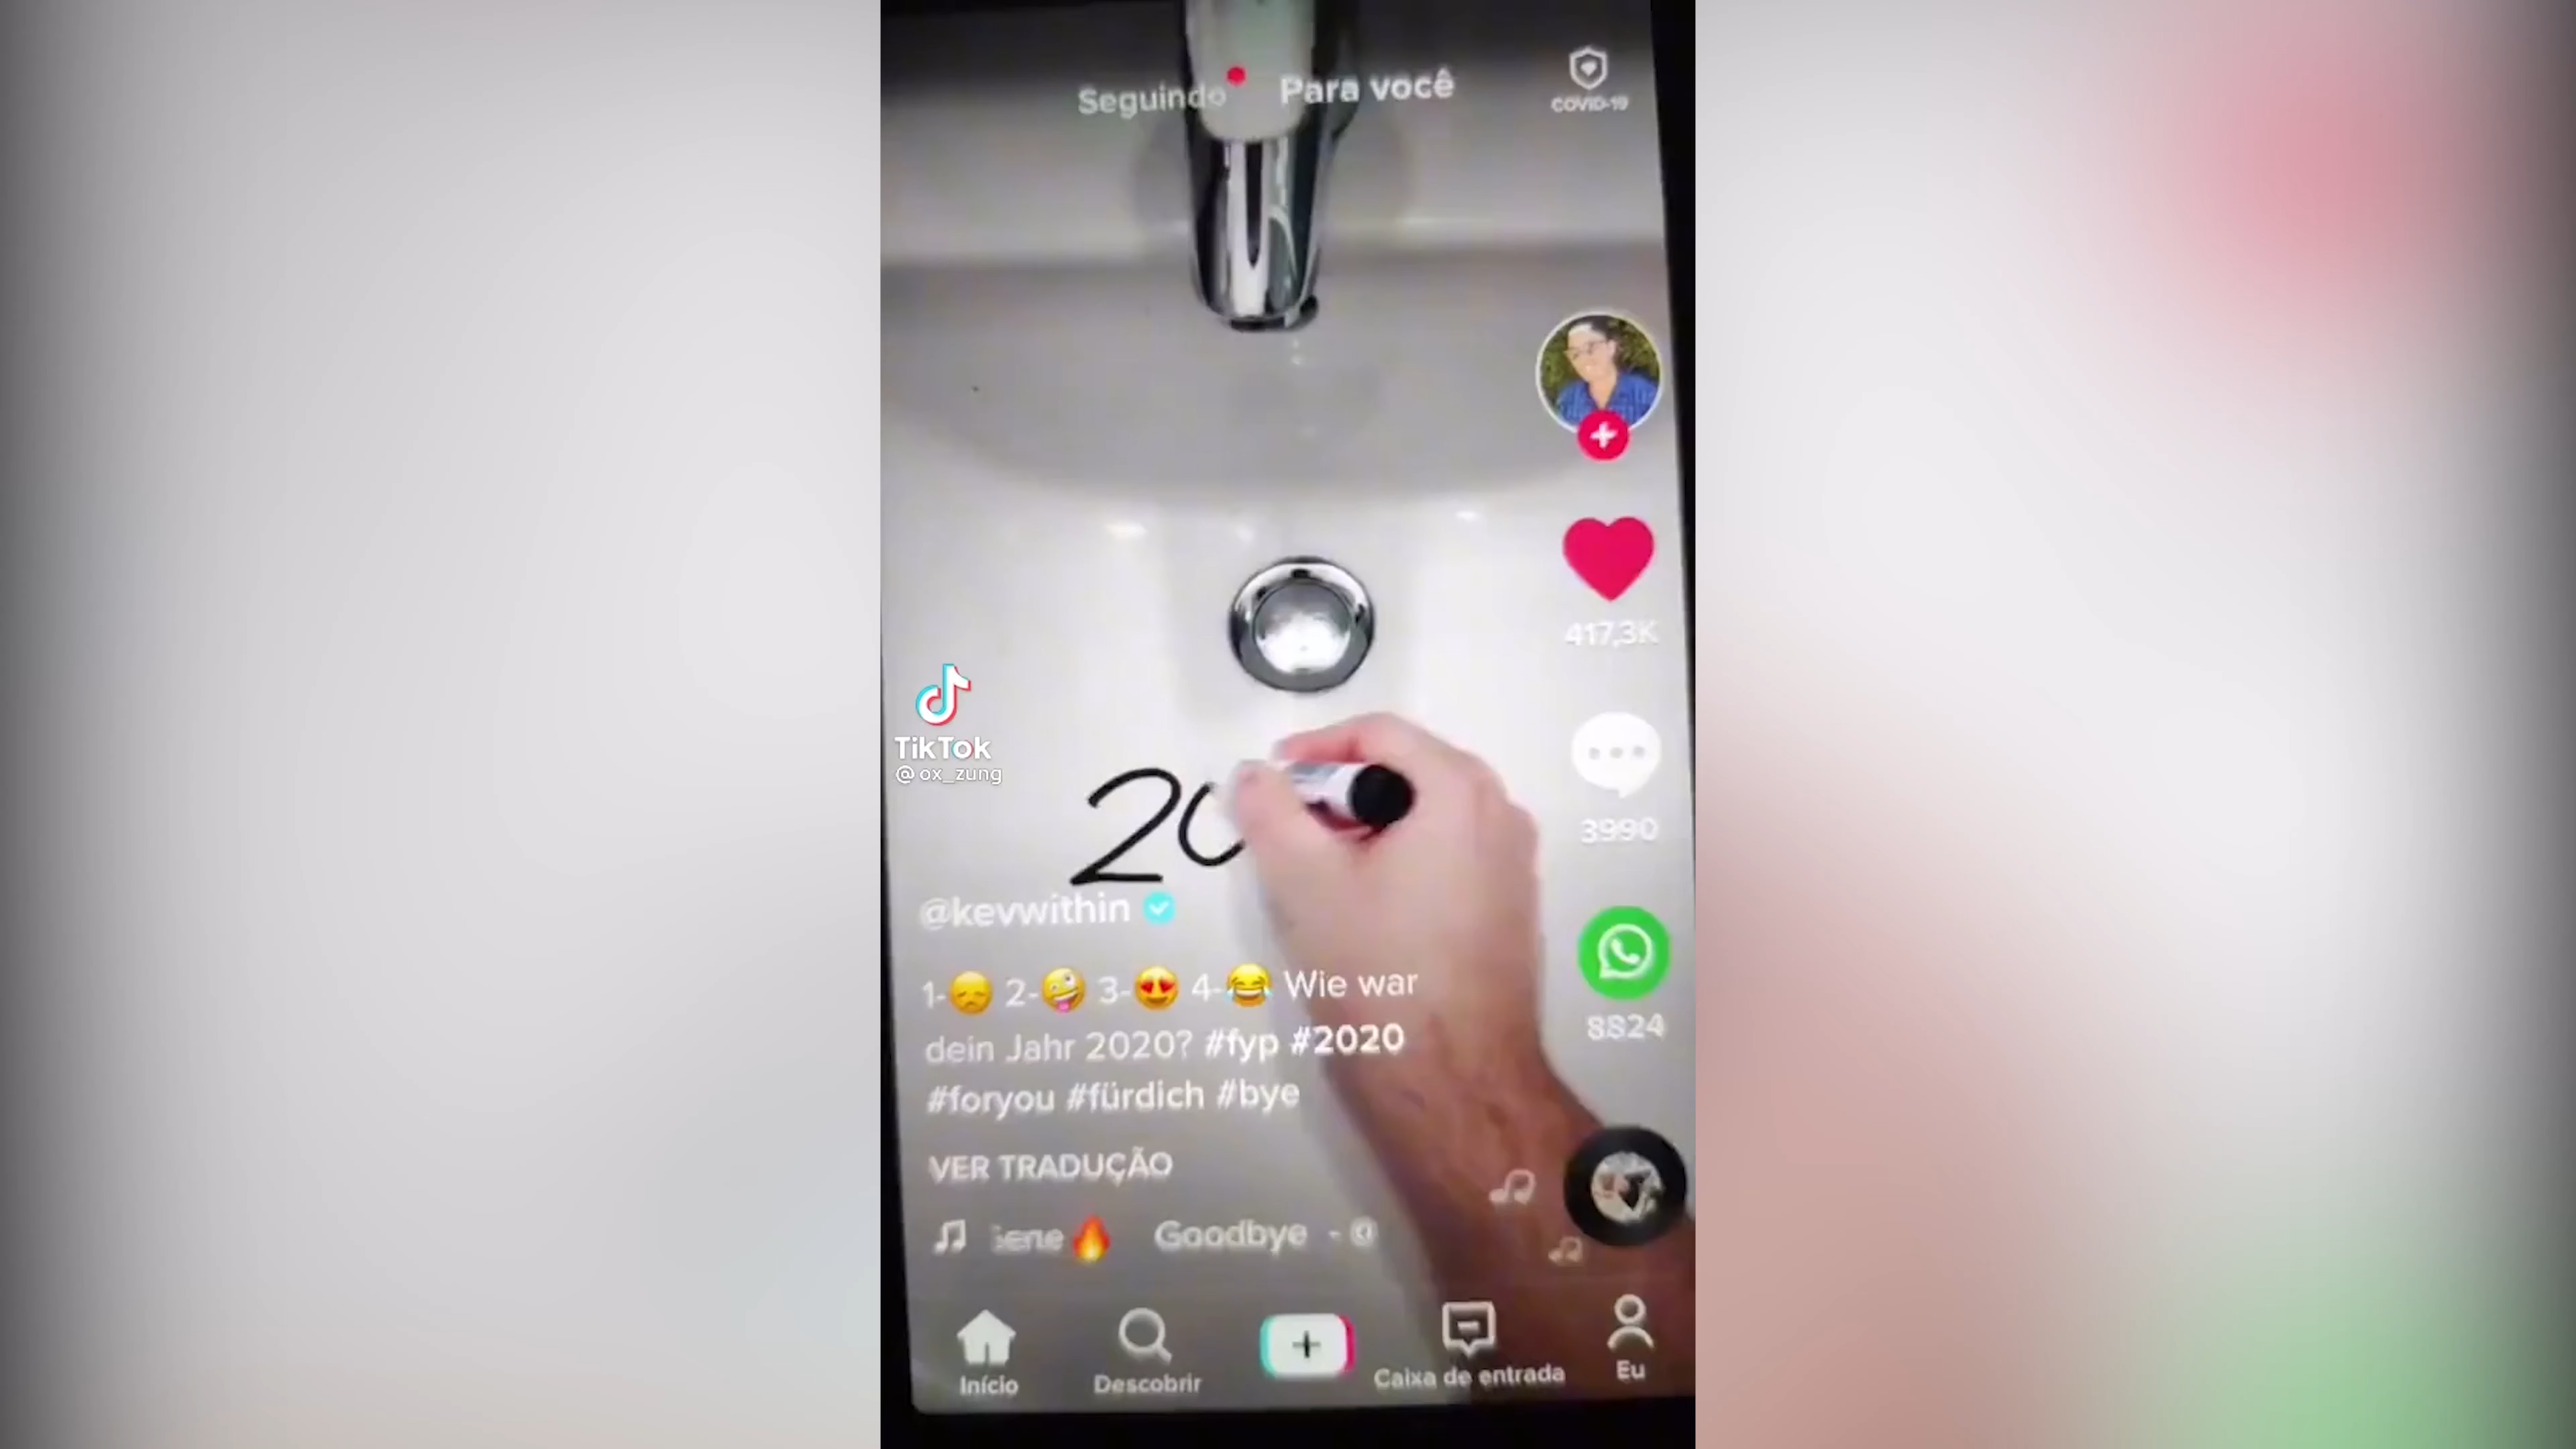 Seguindo Para você
COVID-19
417,3K
TikTok
@ox_zung
3990
20
@kevwithin
1-😞 2-🤪 3-😍 4-😂 Wie war
dein Jahr 2020? #fyp #2020
#foryou #fürdich #bye
8824
VER TRADUÇÃO
🔥 Goodbye - @
Início Descobrir Caixa de entrada Eu